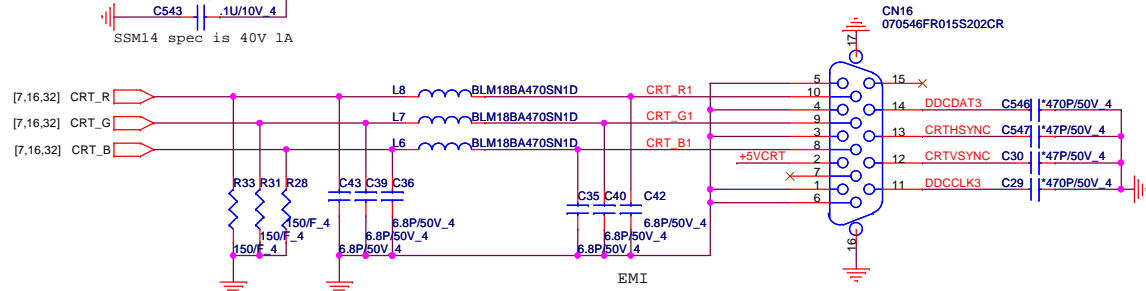 C543 .1U/10V_4
SSM14 spec is 40V 1A
CN16
070546FR015S202CR
17
[7,16,32] CRT_R L8 BLM18BA470SN1D CRT_R1
[7,16,32] CRT_G L7 BLM18BA470SN1D CRT_G1
[7,16,32] CRT_B L6 BLM18BA470SN1D CRT_B1
+5VCRT
5
10
4
9
3
8
2
7
1
6
15
14 DDCDAT3 C546 *470P/50V_4
13 CRTHSYNC C547 *47P/50V_4
12 CRTVSYNC C30 *47P/50V_4
11 DDCCLK3 C29 *470P/50V_4
16
R33 R31 R28
150/F_4
150/F_4
150/F_4
C43 C39 C36
6.8P/50V_4
6.8P/50V_4
6.8P/50V_4
C35 C40 C42
6.8P/50V_4
6.8P/50V_4
6.8P/50V_4
EMI